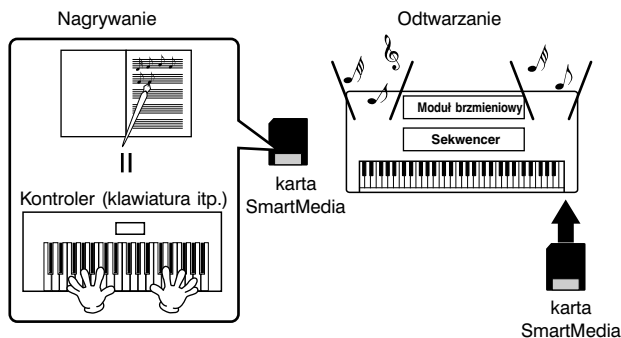 Nagrywanie
Kontroler (klawiatura itp.)
karta
SmartMedia
Odtwarzanie
Moduł brzmieniowy
Sekwencer
karta
SmartMedia